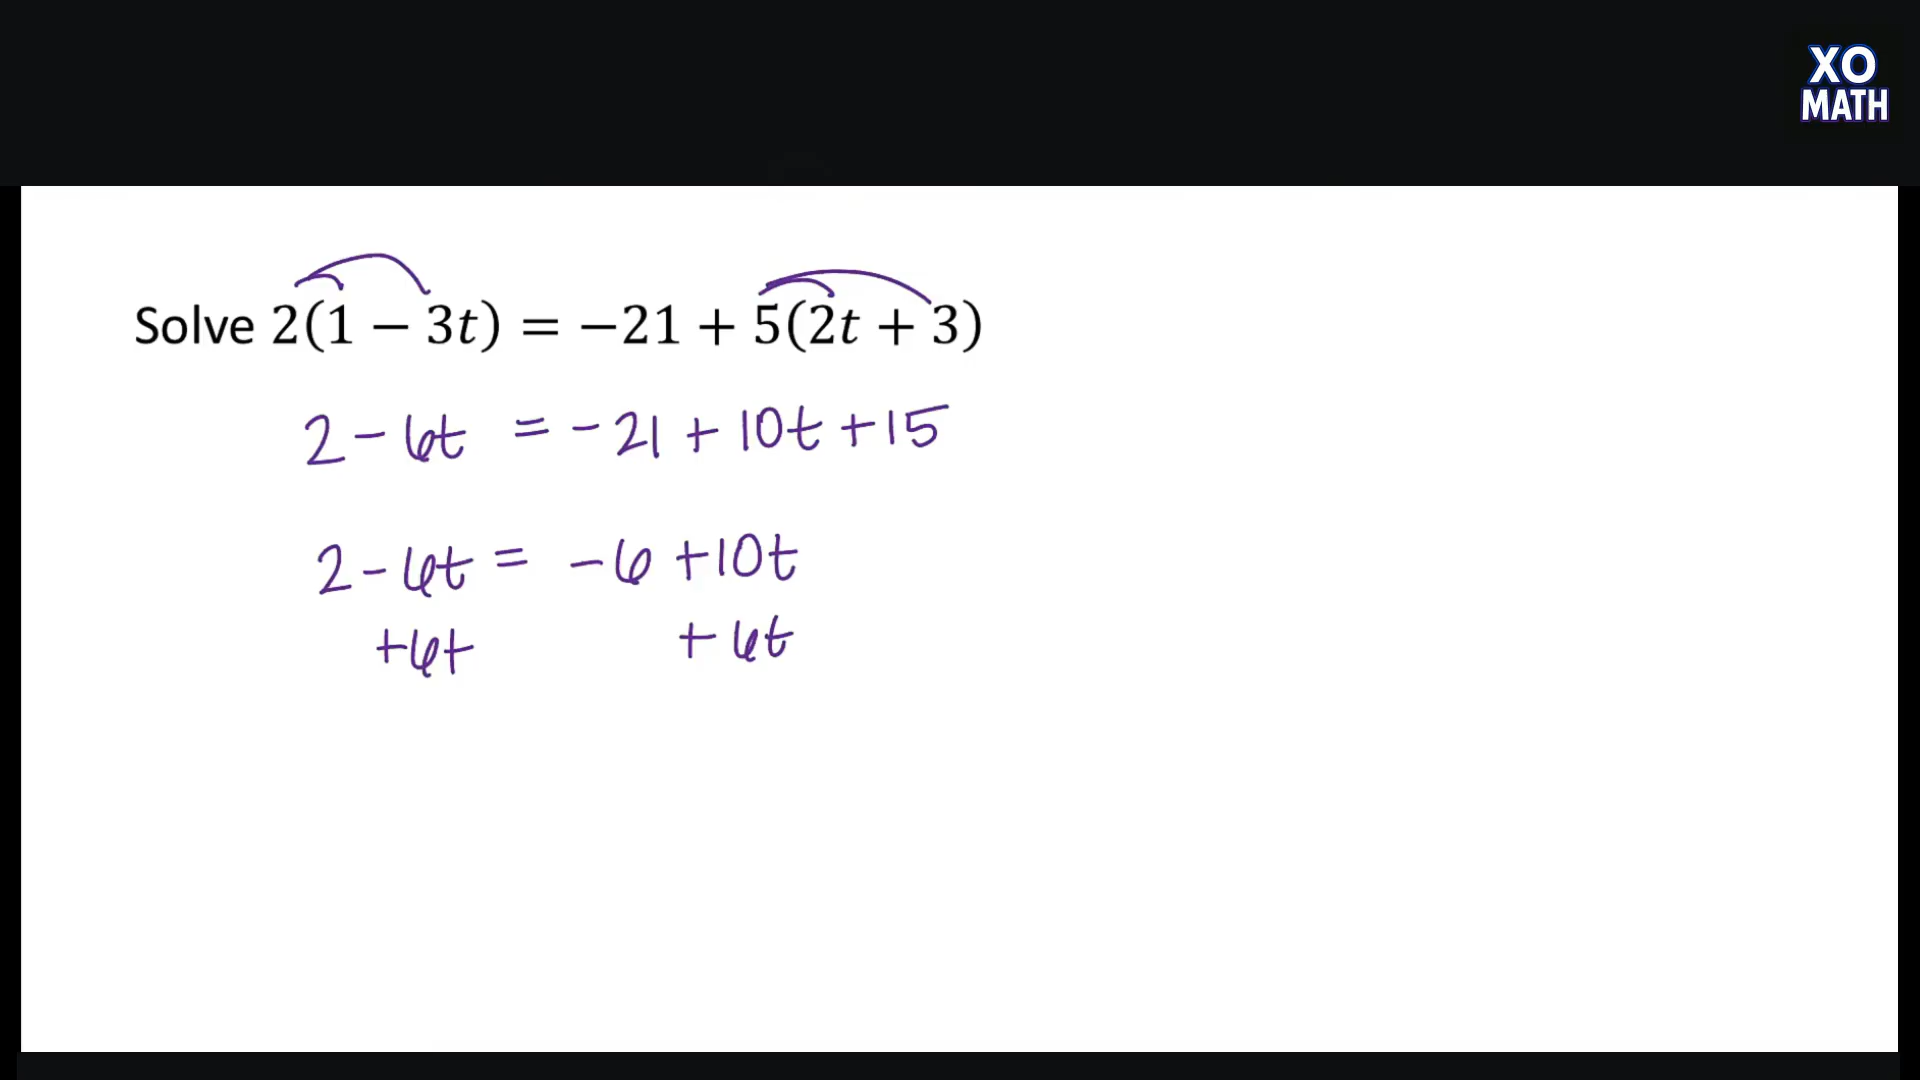 XO
MATH
Solve 2(1 − 3t) = −21 + 5(2t + 3)
2 - 6t = - 21 + 10t + 15
2 - 6t = - 6 + 10t
+6t + 6t